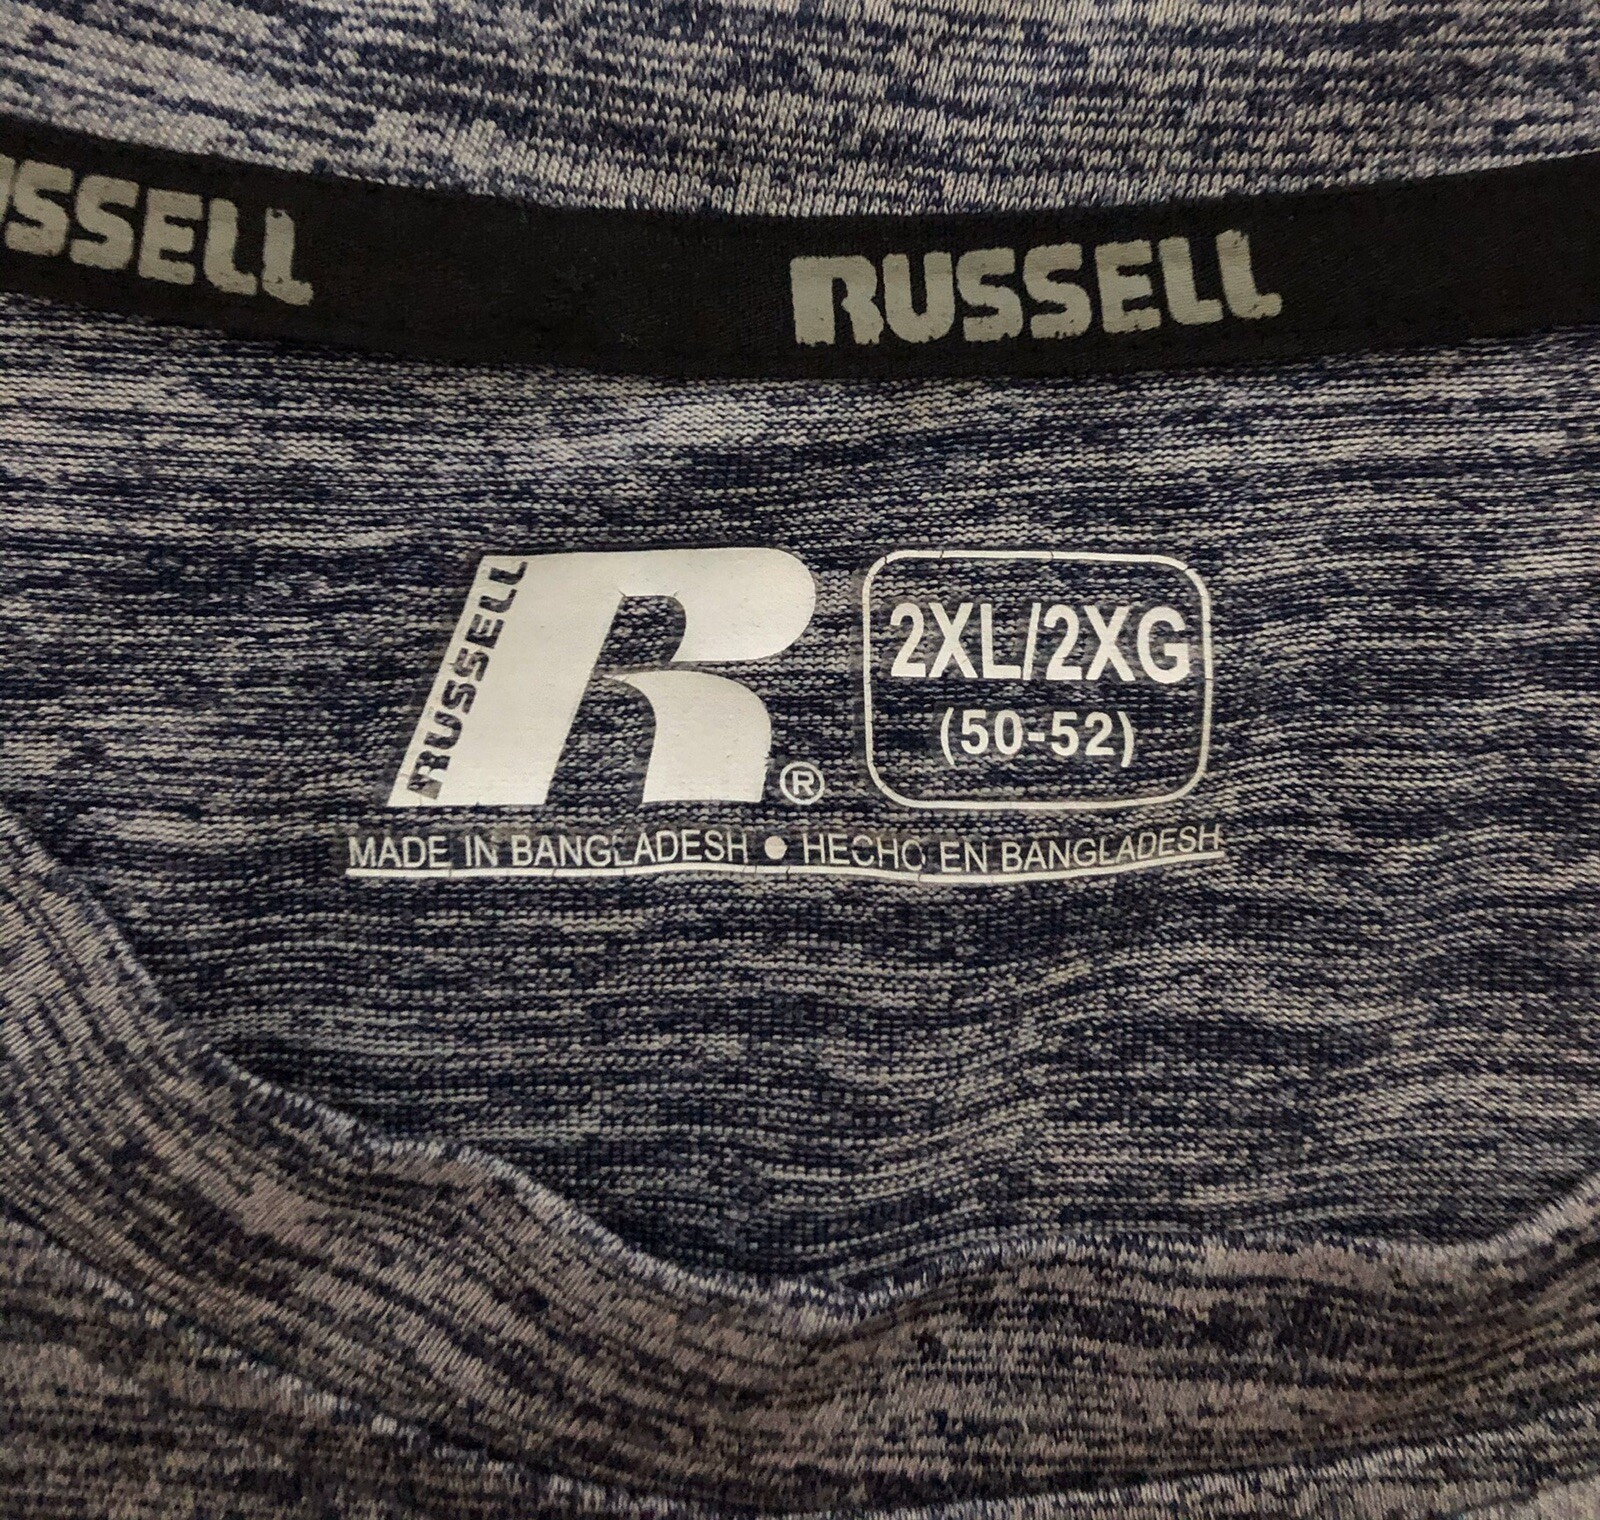 USSELL
RUSSELL
RUSSELL
®
2XL/2XG
(50-52)
MADE IN BANGLADESH • HECHO EN BANGLADESH